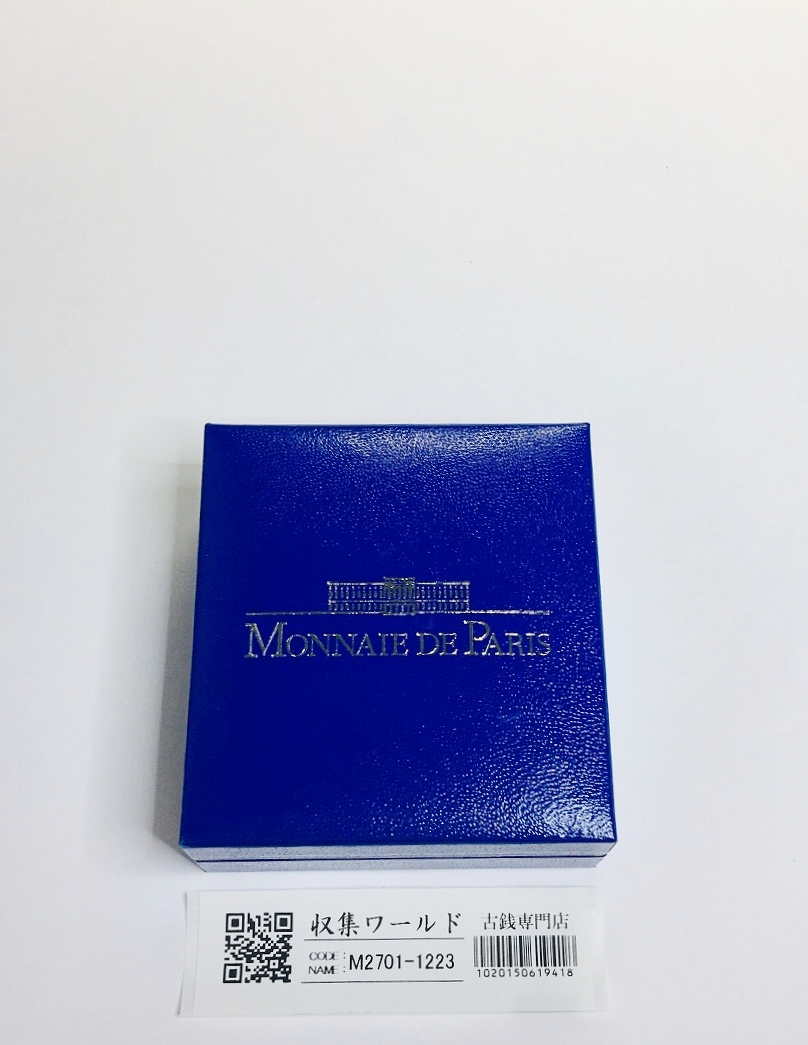 MONNAIE DE PARIS
収集ワールド 古銭専門店
CODE:
NAME: M2701-1223
1020150619418